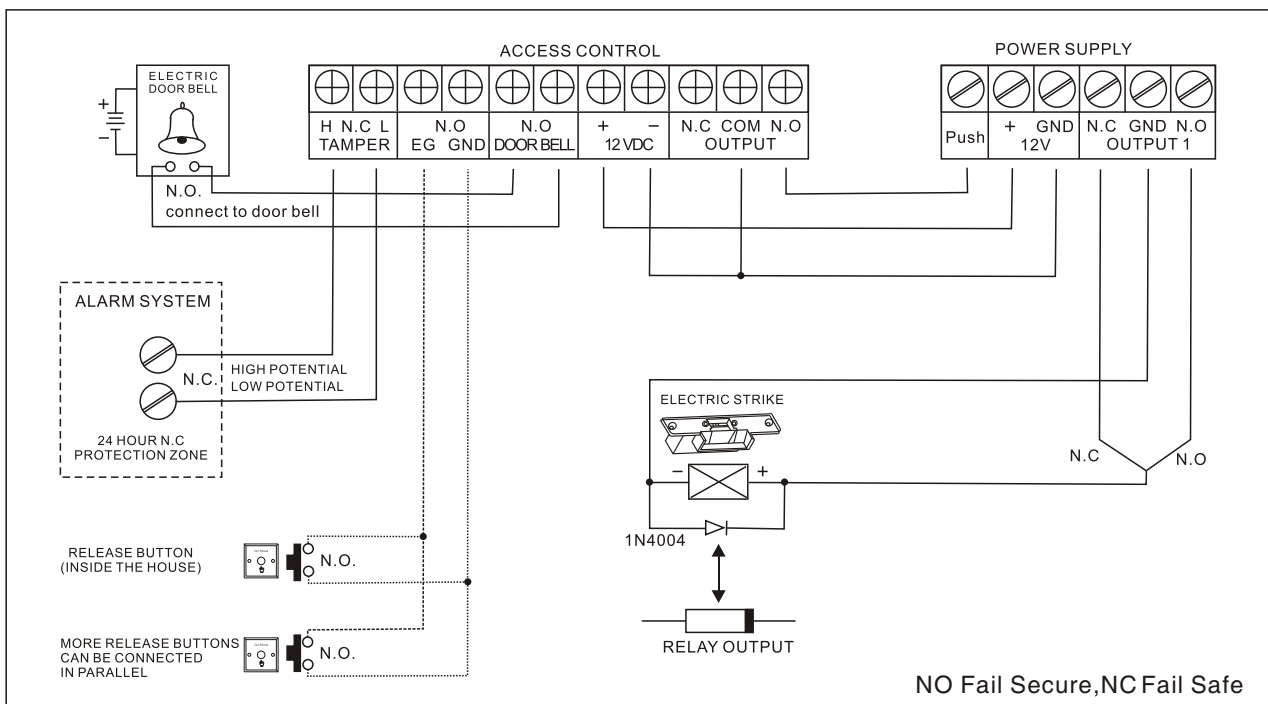 ACCESS CONTROL
POWER SUPPLY
ELECTRIC
DOOR BELL
+
−
H N.C L
TAMPER
N.O
EG GND
N.O
DOOR BELL
+ −
12VDC
N.C COM N.O
OUTPUT
Push
+ GND
12V
N.C GND N.O
OUTPUT 1
N.O.
connect to door bell
ALARM SYSTEM
N.C.
HIGH POTENTIAL
LOW POTENTIAL
24 HOUR N.C
PROTECTION ZONE
ELECTRIC STRIKE
− +
1N4004
N.C
N.O
RELAY OUTPUT
RELEASE BUTTON
(INSIDE THE HOUSE)
N.O.
MORE RELEASE BUTTONS
CAN BE CONNECTED
IN PARALLEL
N.O.
NO Fail Secure,NC Fail Safe